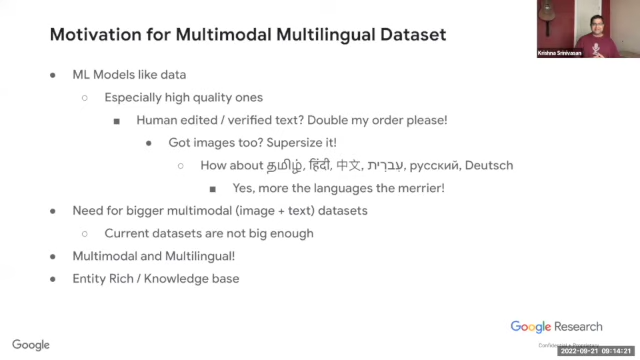 Motivation for Multimodal Multilingual Dataset
Krishna Srinivasan
● ML Models like data
○ Especially high quality ones
■ Human edited / verified text? Double my order please!
● Got images too? Supersize it!
○ How about தமிழ், हिंदी, 中文, עִבְרִית, русский, Deutsch
■ Yes, more the languages the merrier!
● Need for bigger multimodal (image + text) datasets
○ Current datasets are not big enough
● Multimodal and Multilingual!
● Entity Rich / Knowledge base
Google Research
Google
Confidential + Proprietary
2022-09-21 09:14:21